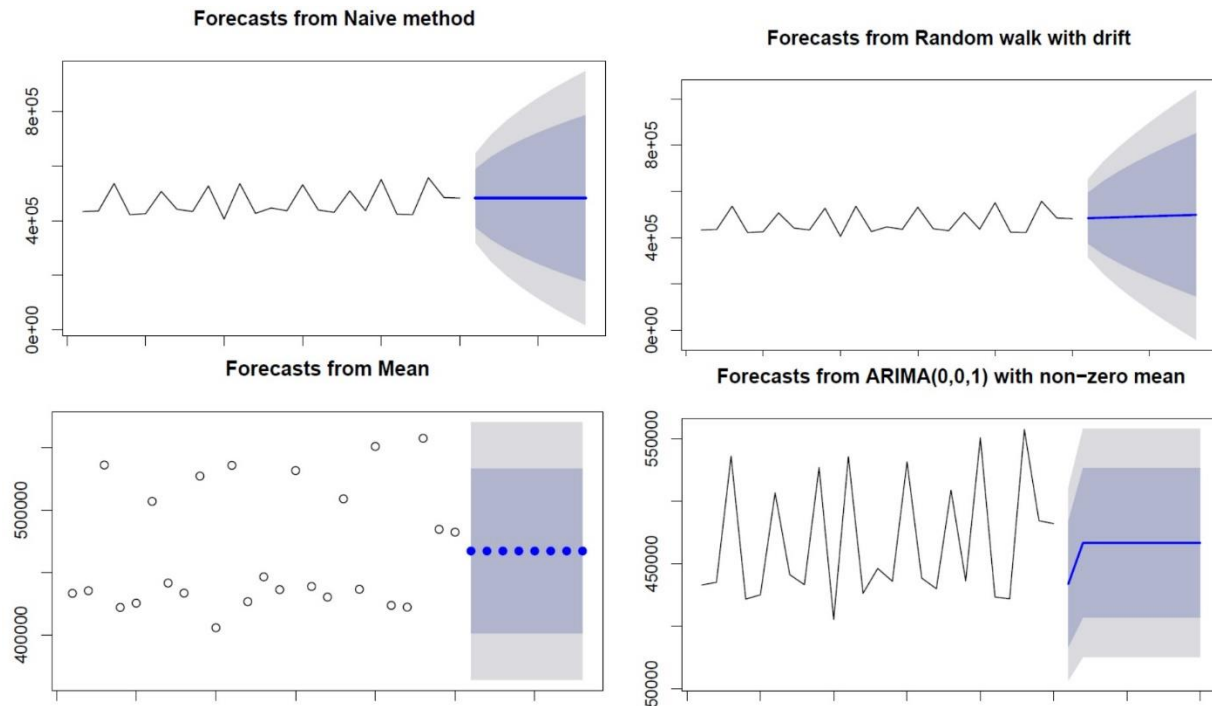 Forecasts from Naive method
8e+05
4e+05
0e+00
Forecasts from Random walk with drift
8e+05
4e+05
0e+00
Forecasts from Mean
500000
400000
Forecasts from ARIMA(0,0,1) with non−zero mean
550000
450000
50000